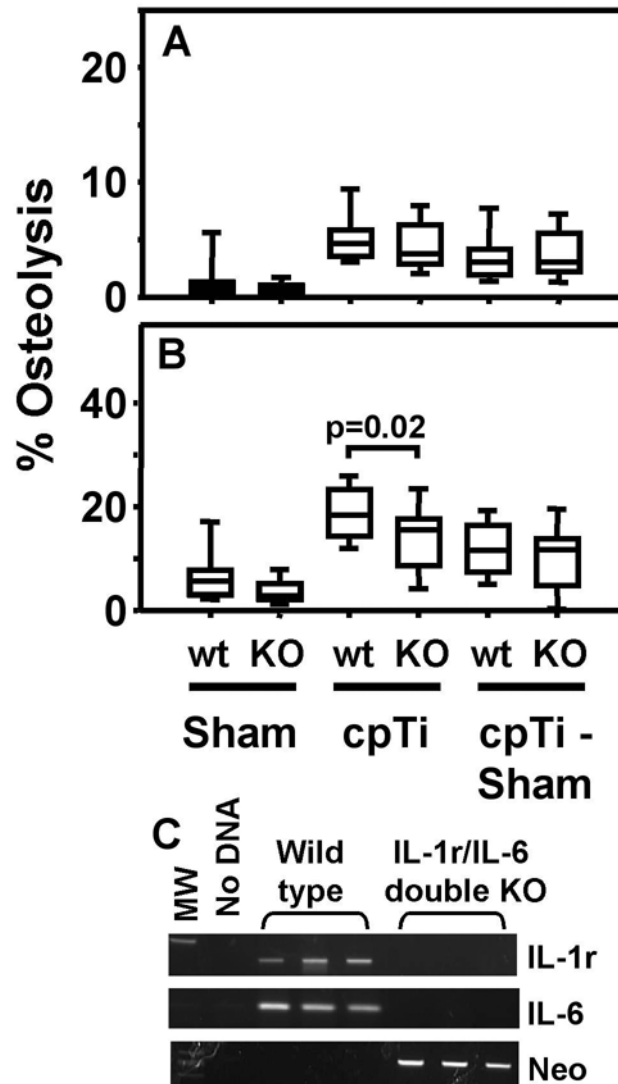 A
20
10
0
% Osteolysis
B
40
p=0.02
20
0
wt KO wt KO wt KO
Sham cpTi cpTi -
Sham
C
MW
No DNA
Wild
type
IL-1r/IL-6
double KO
IL-1r
IL-6
Neo